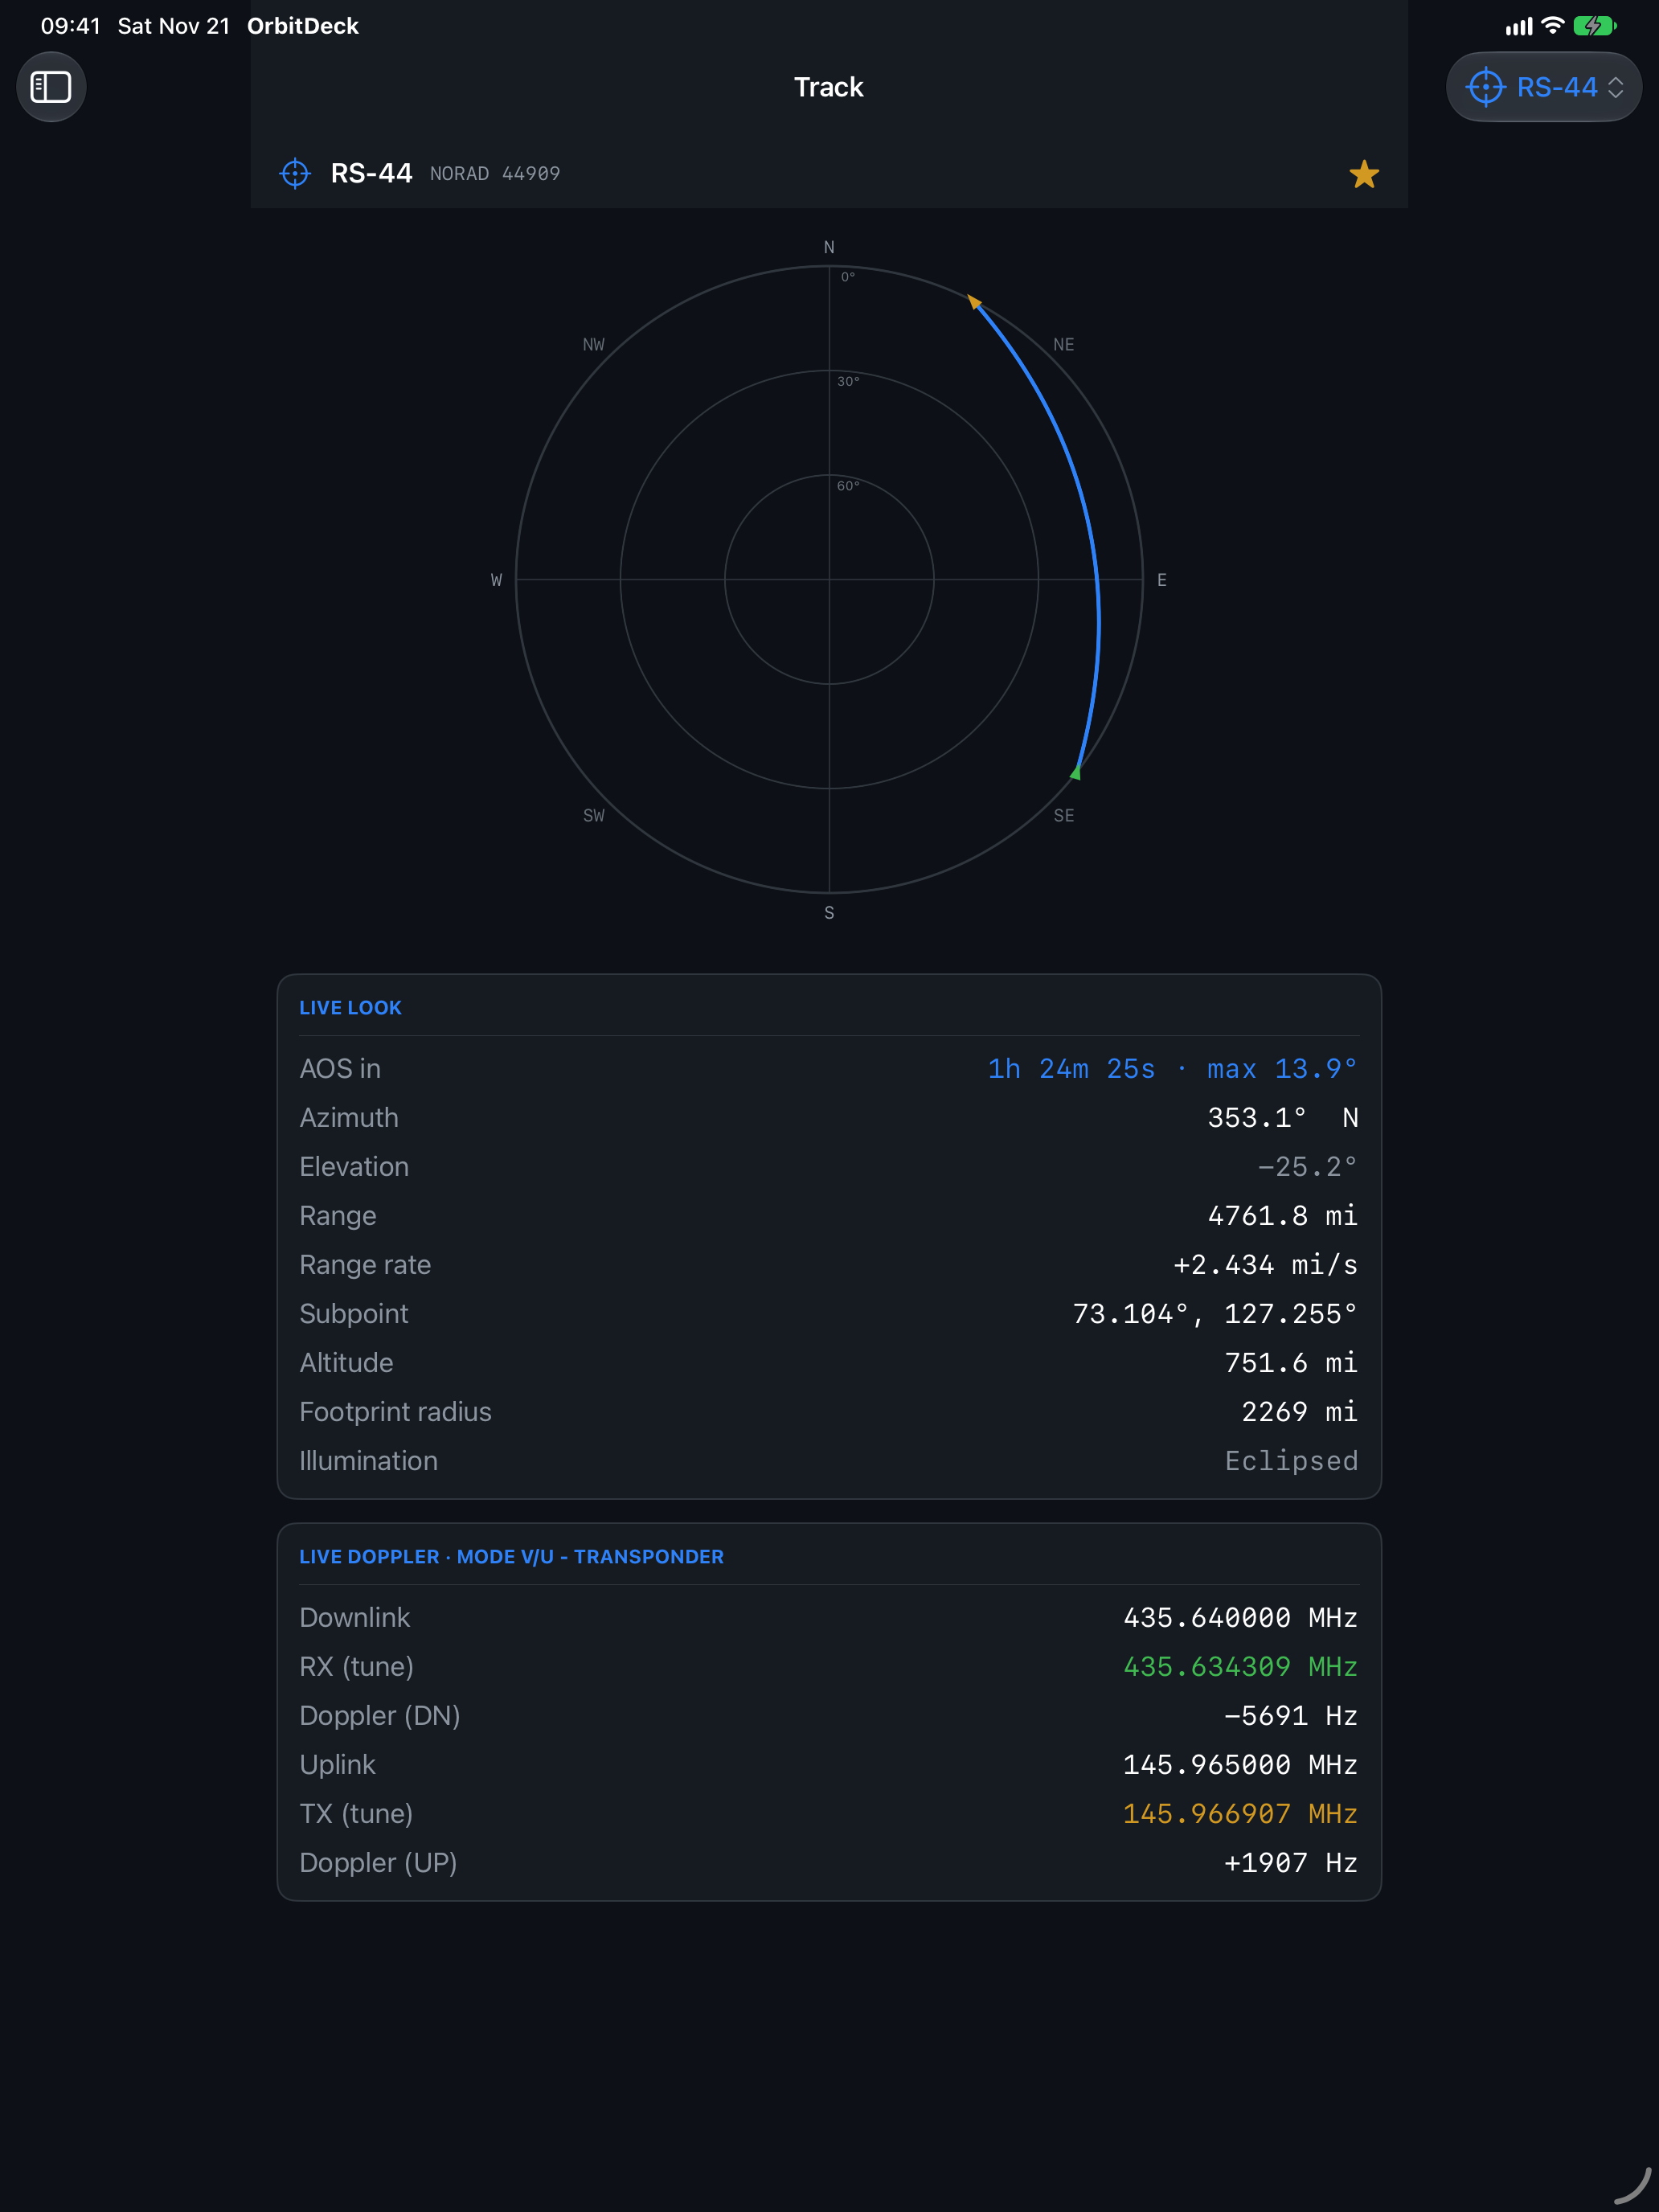 09:41 Sat Nov 21 OrbitDeck
Track
RS-44
RS-44 NORAD 44909
N
0°
NW
NE
30°
60°
W
E
SW
SE
S
LIVE LOOK
AOS in 1h 24m 25s · max 13.9°
Azimuth 353.1° N
Elevation −25.2°
Range 4761.8 mi
Range rate +2.434 mi/s
Subpoint 73.104°, 127.255°
Altitude 751.6 mi
Footprint radius 2269 mi
Illumination Eclipsed
LIVE DOPPLER · MODE V/U - TRANSPONDER
Downlink 435.640000 MHz
RX (tune) 435.634309 MHz
Doppler (DN) −5691 Hz
Uplink 145.965000 MHz
TX (tune) 145.966907 MHz
Doppler (UP) +1907 Hz